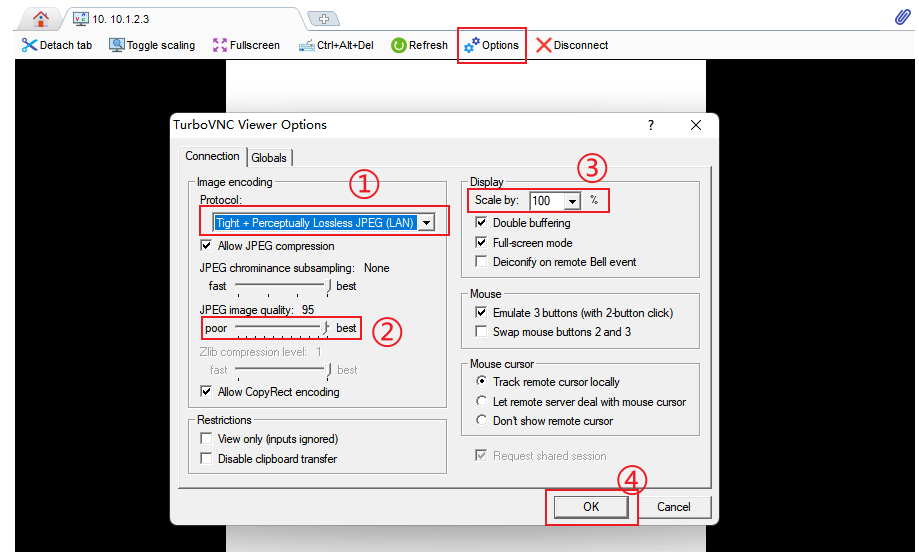 10. 10.1.2.3
Detach tab Toggle scaling Fullscreen Ctrl+Alt+Del Refresh Options Disconnect
TurboVNC Viewer Options ?
Connection Globals
Image encoding
①
Protocol:
Tight + Perceptually Lossless JPEG (LAN)
Allow JPEG compression
JPEG chrominance subsampling: None
fast best
JPEG image quality: 95
poor best
②
Zlib compression level: 1
fast best
Allow CopyRect encoding
Restrictions
View only (inputs ignored)
Disable clipboard transfer
Display
③
Scale by: 100 %
Double buffering
Full-screen mode
Deiconify on remote Bell event
Mouse
Emulate 3 buttons (with 2-button click)
Swap mouse buttons 2 and 3
Mouse cursor
Track remote cursor locally
Let remote server deal with mouse cursor
Don't show remote cursor
Request shared session
④
OK Cancel